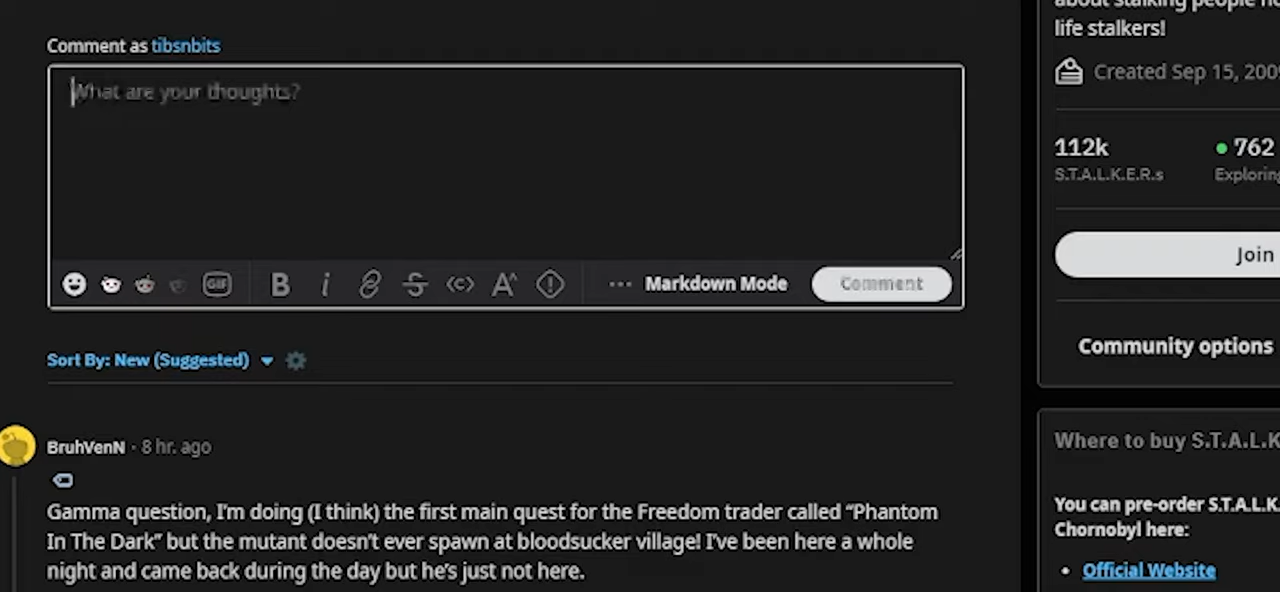 Comment as tibsnbits
What are your thoughts?
GIF
B i S <c> A^
Markdown Mode
Comment
Sort By: New (Suggested)
BruhVenN · 8 hr. ago
Gamma question, I'm doing (I think) the first main quest for the Freedom trader called “Phantom
In The Dark” but the mutant doesn't ever spawn at bloodsucker village! I've been here a whole
night and came back during the day but he's just not here.
about stalking people
life stalkers!
Created Sep 15, 200
112k
762
S.T.A.L.K.E.R.s
Exploring
Join
Community options
Where to buy S.T.A.L.K
You can pre-order S.T.A.L.K.
Chornobyl here:
• Official Website